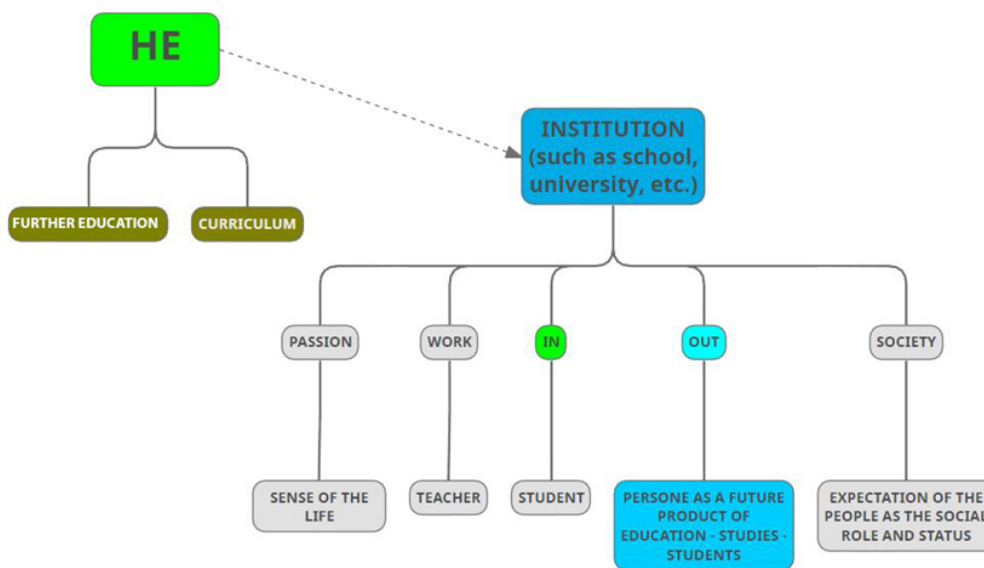 HE
INSTITUTION
(such as school,
university, etc.)
FURTHER EDUCATION
CURRICULUM
PASSION
WORK
IN
OUT
SOCIETY
SENSE OF THE
LIFE
TEACHER
STUDENT
PERSONE AS A FUTURE
PRODUCT OF
EDUCATION - STUDIES -
STUDENTS
EXPECTATION OF THE
PEOPLE AS THE SOCIAL
ROLE AND STATUS